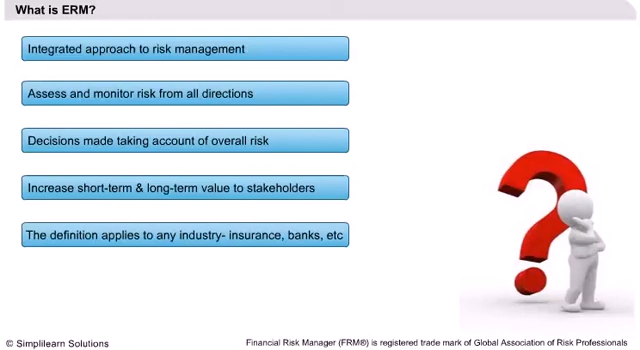 What is ERM?
Integrated approach to risk management
Assess and monitor risk from all directions
Decisions made taking account of overall risk
Increase short-term & long-term value to stakeholders
The definition applies to any industry- insurance, banks, etc
© Simplilearn Solutions
Financial Risk Manager (FRM®) is registered trade mark of Global Association of Risk Professionals